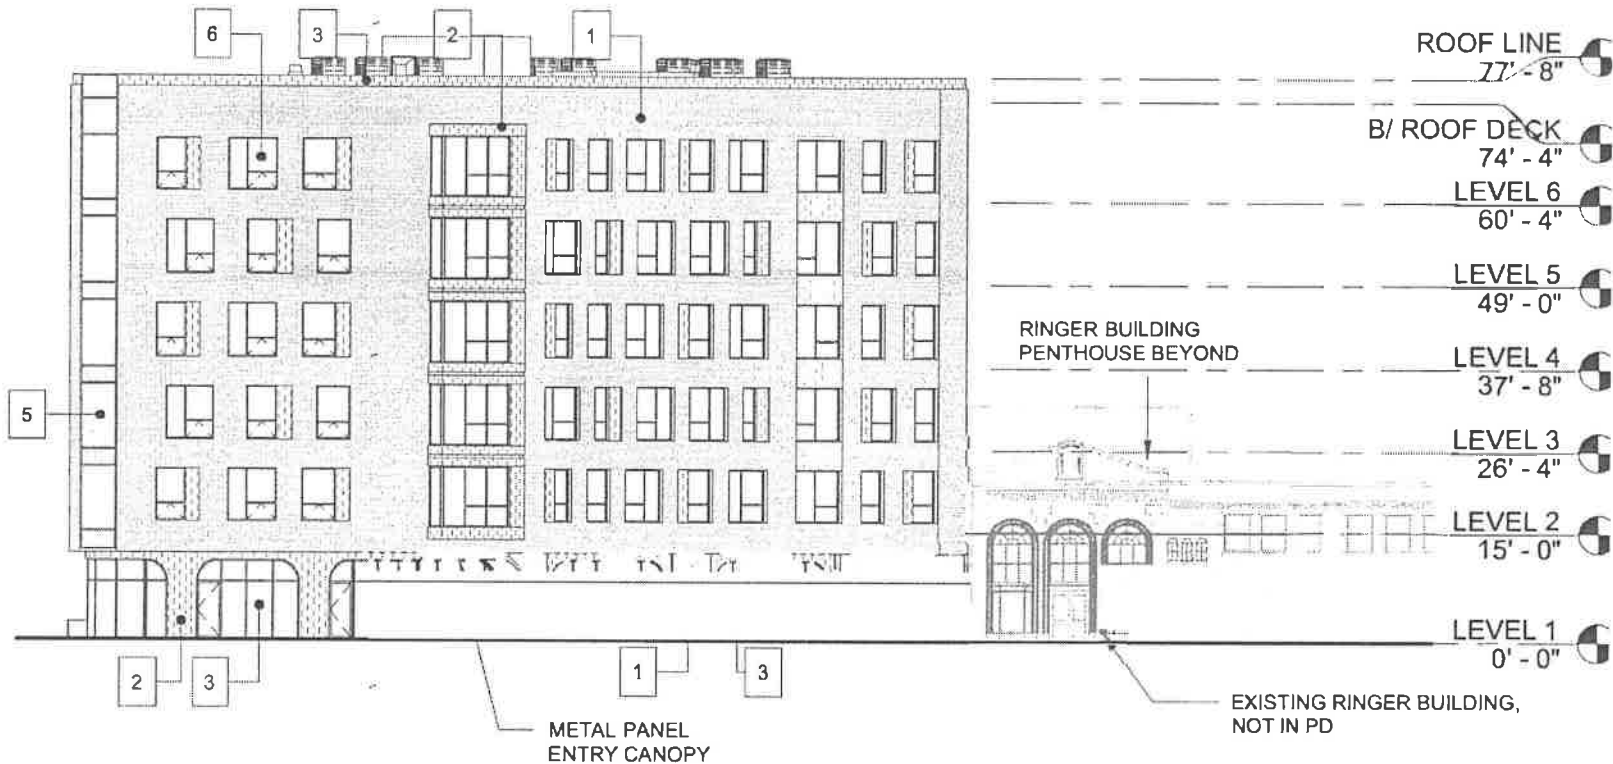 6
3
2
1
ROOF LINE
77' - 8"
B/ ROOF DECK
74' - 4"
LEVEL 6
60' - 4"
LEVEL 5
49' - 0"
RINGER BUILDING
PENTHOUSE BEYOND
LEVEL 4
37' - 8"
5
LEVEL 3
26' - 4"
LEVEL 2
15' - 0"
LEVEL 1
0' - 0"
2
3
1
3
METAL PANEL
ENTRY CANOPY
EXISTING RINGER BUILDING,
NOT IN PD